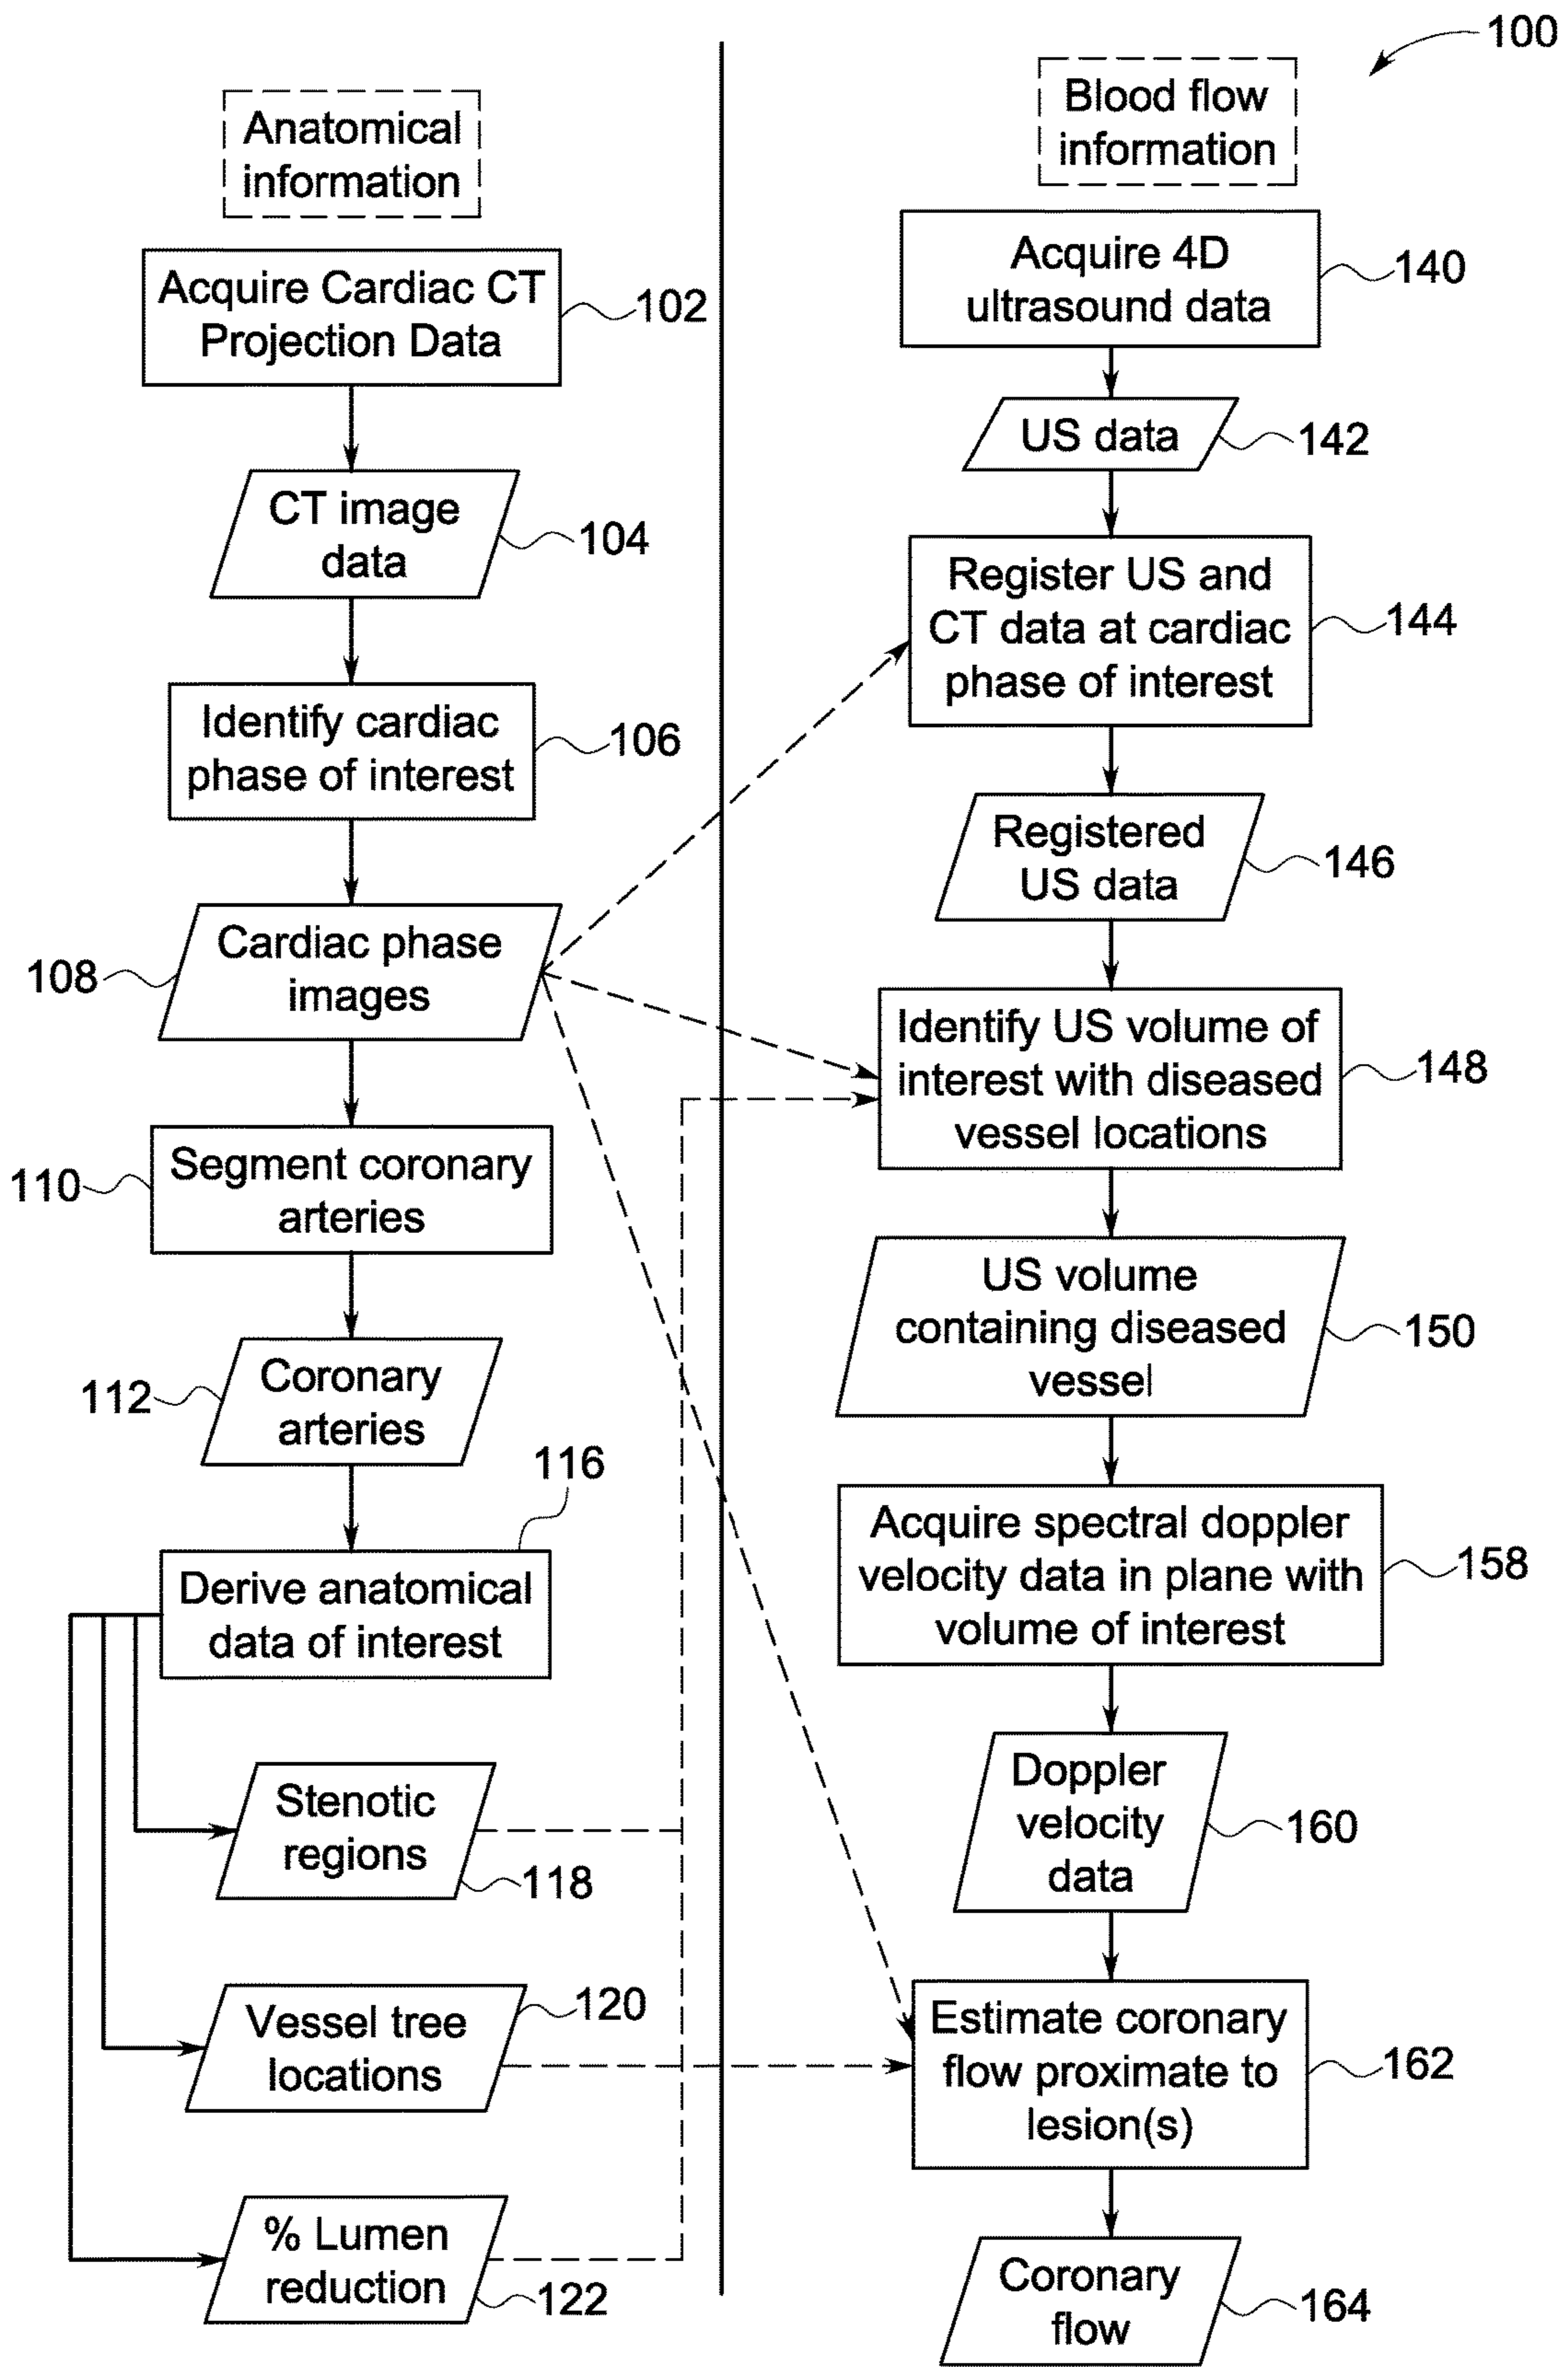 100
Anatomical
information
Acquire Cardiac CT
Projection Data
102
CT image
data
104
Identify cardiac
phase of interest
106
Cardiac phase
images
108
Segment coronary
arteries
110
Coronary
arteries
112
116
Derive anatomical
data of interest
Stenotic
regions
118
Vessel tree
locations
120
% Lumen
reduction
122
Blood flow
information
Acquire 4D
ultrasound data
140
US data
142
Register US and
CT data at cardiac
phase of interest
144
Registered
US data
146
Identify US volume of
interest with diseased
vessel locations
148
US volume
containing diseased
vessel
150
Acquire spectral doppler
velocity data in plane with
volume of interest
158
Doppler
velocity
data
160
Estimate coronary
flow proximate to
lesion(s)
162
Coronary
flow
164